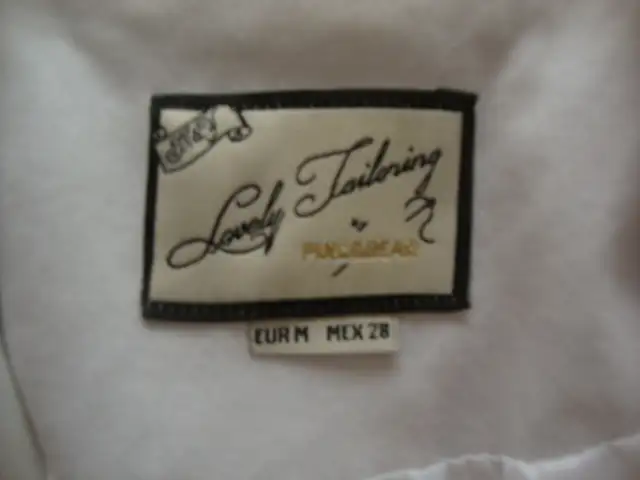 Lovely Tailoring
by
PULL&BEAR
EUR M MEX 28